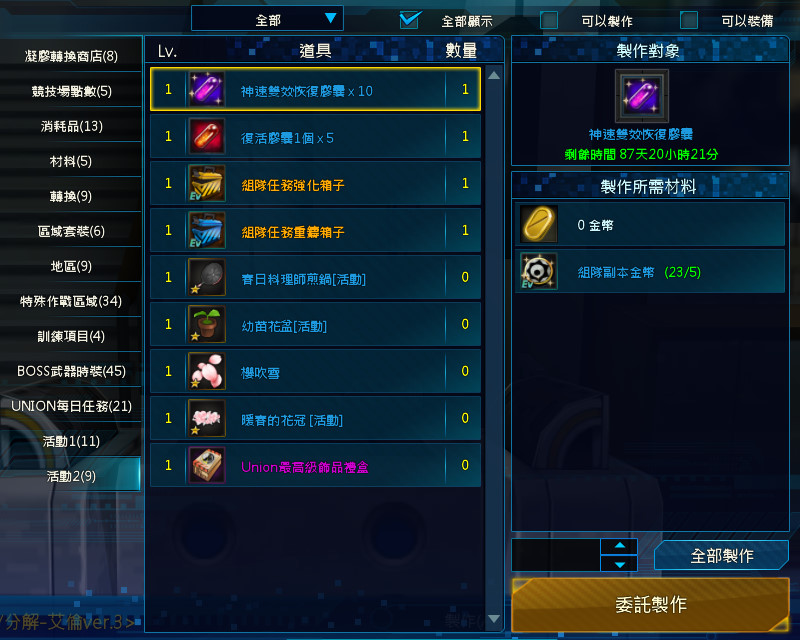 全部
全部顯示
可以製作
可以裝備
凝膠轉換商店(8)
競技場點數(5)
消耗品(13)
材料(5)
轉換(9)
區域套裝(6)
地區(9)
特殊作戰區域(34)
訓練項目(4)
BOSS武器時裝(45)
UNION每日任務(21)
活動1(11)
活動2(9)
/分解-艾倫ver.3>
Lv. 道具 數量
1 神速雙效恢復膠囊 x 10 1
1 復活膠囊1個 x 5 1
1 組隊任務強化箱子 1
1 組隊任務重鑄箱子 1
1 春日料理師煎鍋[活動] 0
1 幼苗花盆[活動] 0
1 櫻吹雪 0
1 暖春的花冠 [活動] 0
1 Union最高級飾品禮盒 0
製作對象
神速雙效恢復膠囊
剩餘時間 87天20小時21分
製作所需材料
0 金幣
組隊副本金幣 (23/5)
全部製作
委託製作